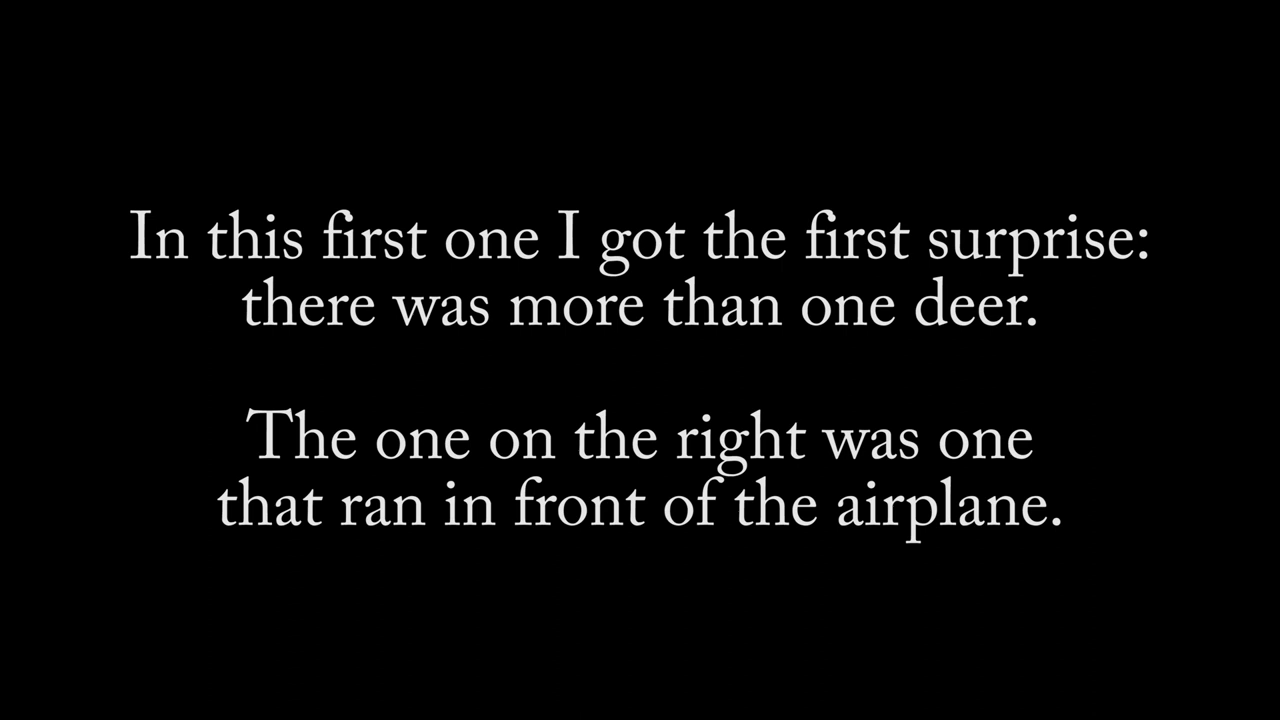 In this first one I got the first surprise:
there was more than one deer.
The one on the right was one
that ran in front of the airplane.